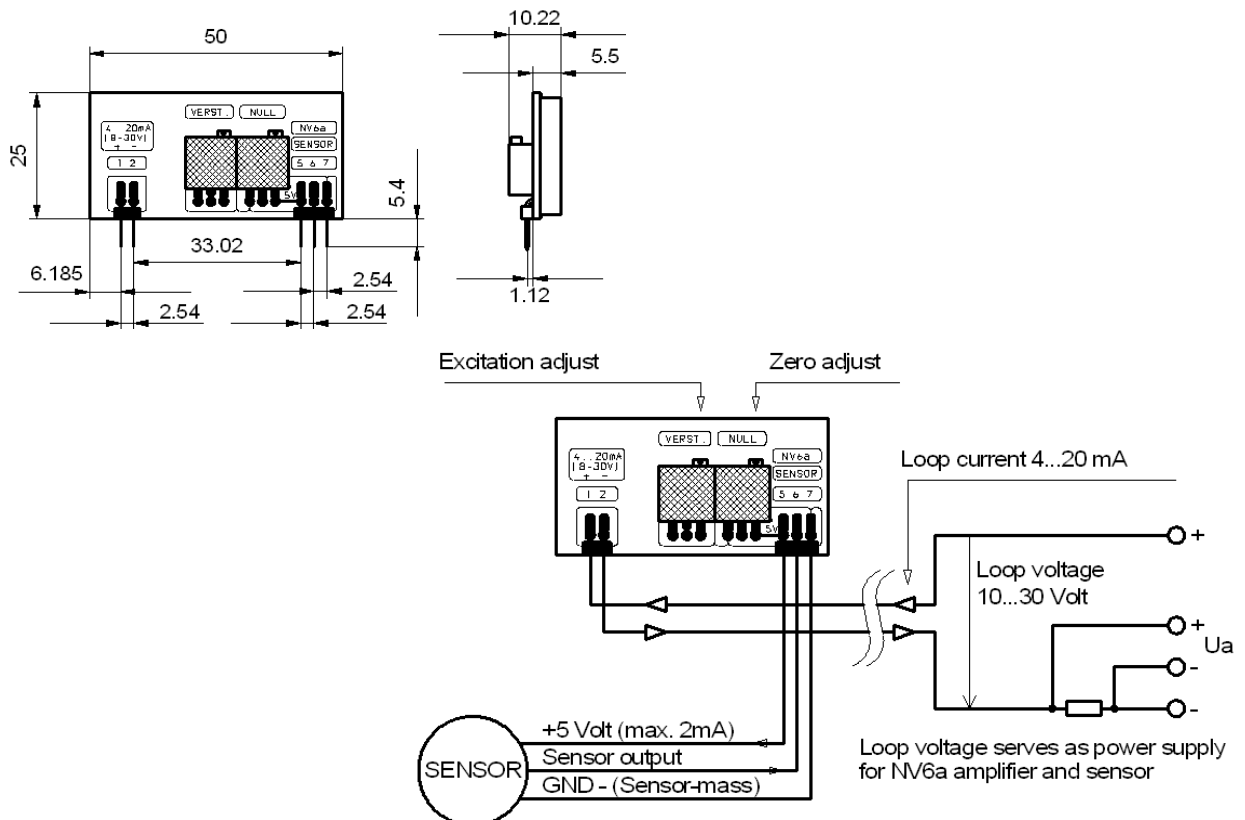 50
10.22
5.5
VERST. NULL
4...20mA
(8-30V)
+ -
NV6a
SENSOR
1 2
5 6 7
25
5V
5.4
33.02
6.185
2.54
1.12
2.54
2.54
Excitation adjust
Zero adjust
VERST. NULL
4...20mA
(8-30V)
+ -
NV6a
SENSOR
1 2
5 6 7
5V
Loop current 4...20 mA
+
Loop voltage
10...30 Volt
+
Ua
-
-
+5 Volt (max. 2mA)
Sensor output
SENSOR
GND - (Sensor-mass)
Loop voltage serves as power supply
for NV6a amplifier and sensor